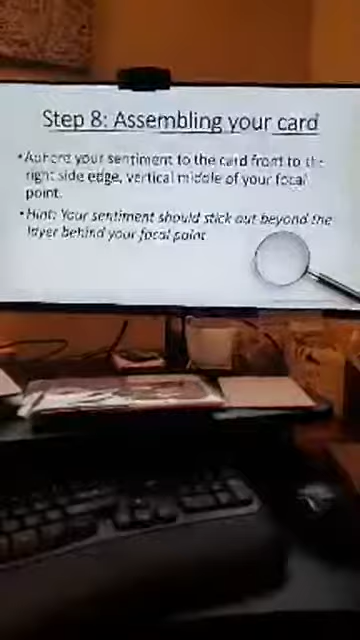 Step 8: Assembling your card
•Adhere your sentiment to the card front to the
right side edge, vertical middle of your focal
point.
•Hint: Your sentiment should stick out beyond the
layer behind your focal point